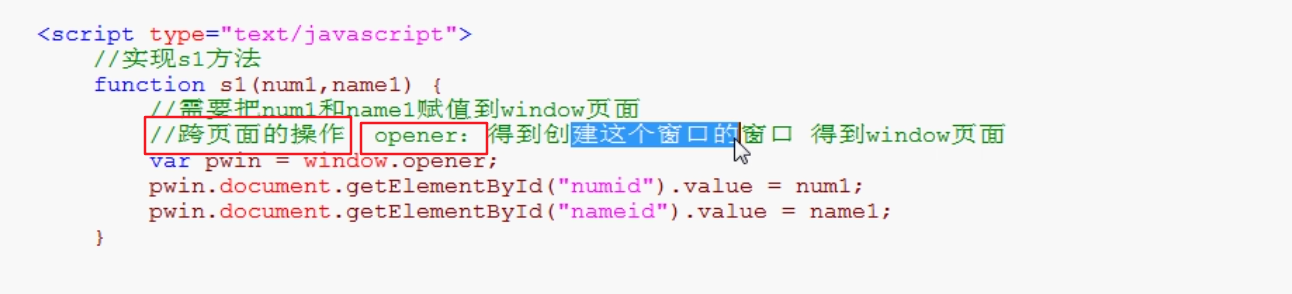 <script type="text/javascript">
//实现s1方法
function s1(num1,name1) {
//需要把num1和name1赋值到window页面
//跨页面的操作 opener: 得到创建这个窗口的窗口 得到window页面
var pwin = window.opener;
pwin.document.getElementById("numid").value = num1;
pwin.document.getElementById("nameid").value = name1;
}